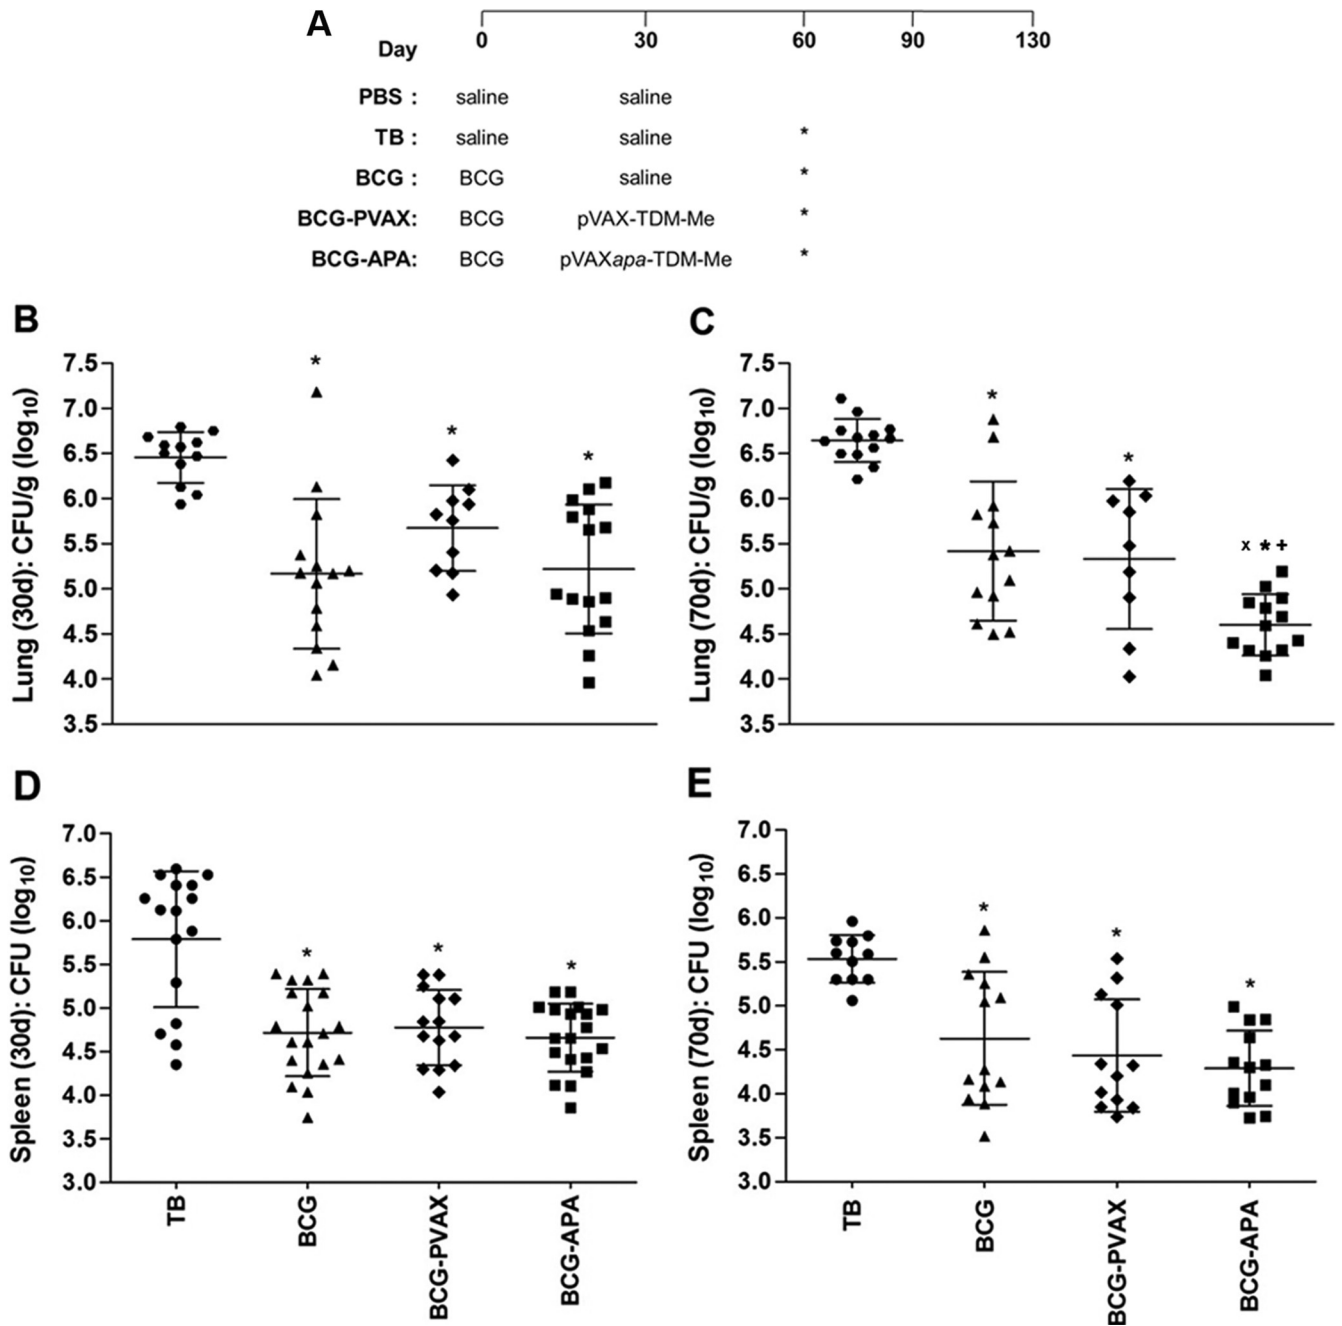 A
Day 0 30 60 90 130
PBS : saline saline
TB : saline saline *
BCG : BCG saline *
BCG-PVAX: BCG pVAX-TDM-Me *
BCG-APA: BCG pVAXapa-TDM-Me *
B
Lung (30d): CFU/g (log10)
7.5
7.0
6.5
6.0
5.5
5.0
4.5
4.0
3.5
* * *
C
Lung (70d): CFU/g (log10)
7.5
7.0
6.5
6.0
5.5
5.0
4.5
4.0
3.5
* * x * +
D
Spleen (30d): CFU (log10)
7.0
6.5
6.0
5.5
5.0
4.5
4.0
3.5
3.0
* * *
TB
BCG
BCG-PVAX
BCG-APA
E
Spleen (70d): CFU (log10)
7.0
6.5
6.0
5.5
5.0
4.5
4.0
3.5
3.0
* * *
TB
BCG
BCG-PVAX
BCG-APA